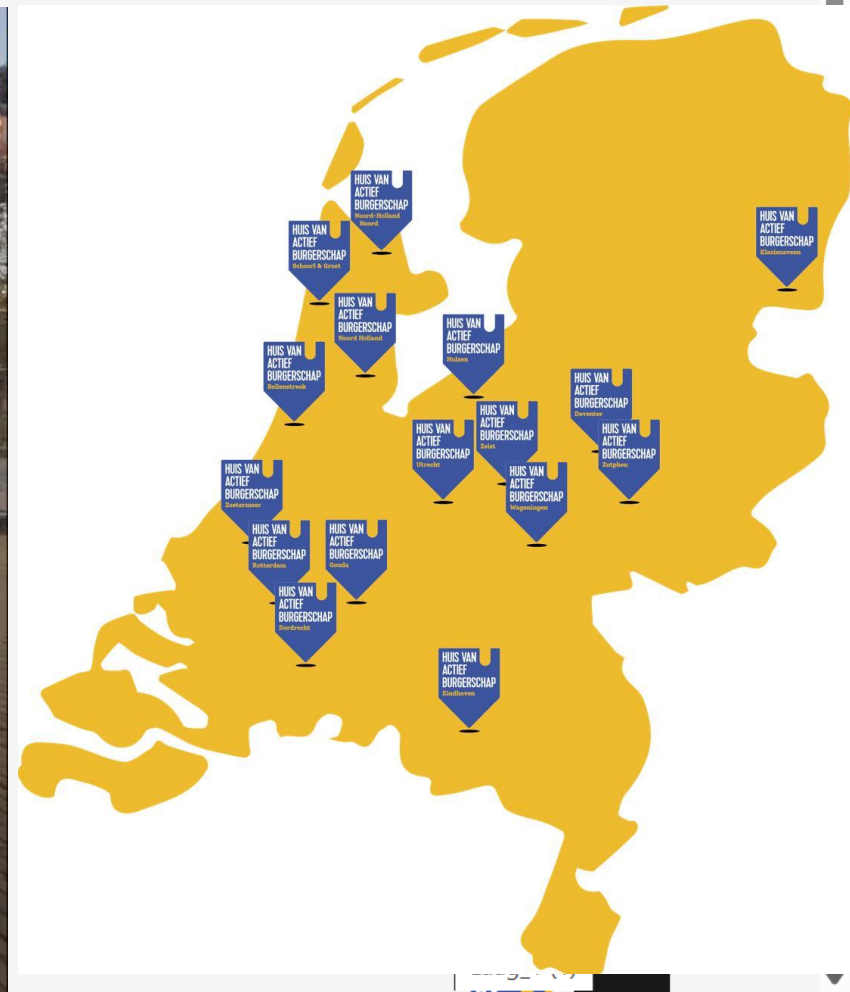 HUIS VAN
ACTIEF
BURGERSCHAP
Noord-Holland
Noord
HUIS VAN
ACTIEF
BURGERSCHAP
Schoorl & Groet
HUIS VAN
ACTIEF
BURGERSCHAP
Klazienaveen
HUIS VAN
ACTIEF
BURGERSCHAP
Noord Holland
HUIS VAN
ACTIEF
BURGERSCHAP
Huizen
HUIS VAN
ACTIEF
BURGERSCHAP
Bollenstreek
HUIS VAN
ACTIEF
BURGERSCHAP
Deventer
HUIS VAN
ACTIEF
BURGERSCHAP
Zeist
HUIS VAN
ACTIEF
BURGERSCHAP
Utrecht
HUIS VAN
ACTIEF
BURGERSCHAP
Zutphen
HUIS VAN
ACTIEF
BURGERSCHAP
Wageningen
HUIS VAN
ACTIEF
BURGERSCHAP
Zoetermeer
HUIS VAN
ACTIEF
BURGERSCHAP
Rotterdam
HUIS VAN
ACTIEF
BURGERSCHAP
Gouda
HUIS VAN
ACTIEF
BURGERSCHAP
Dordrecht
HUIS VAN
ACTIEF
BURGERSCHAP
Eindhoven